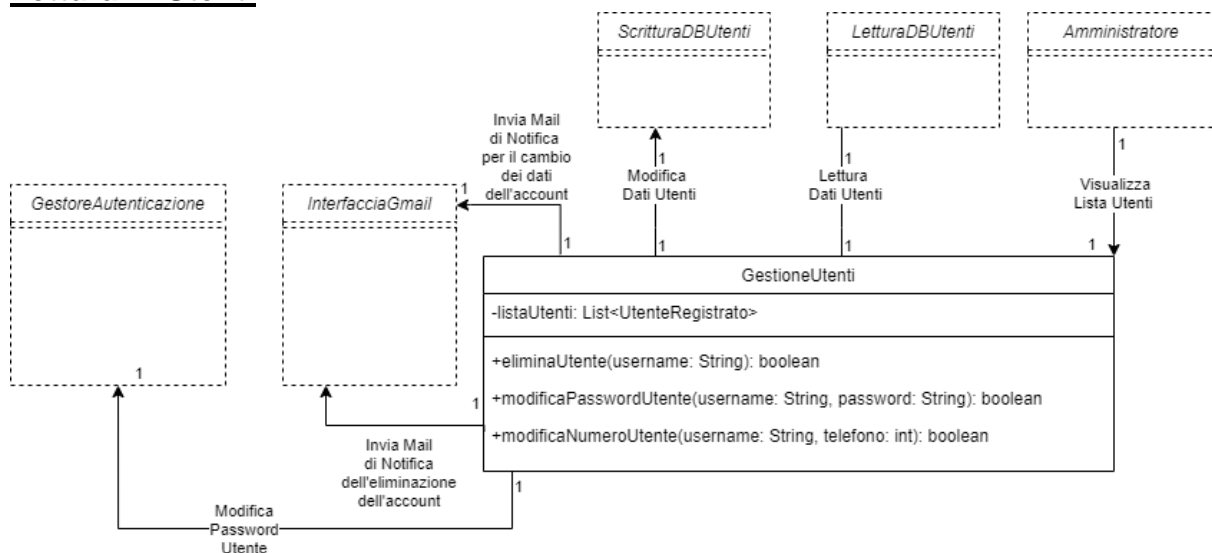 ScritturaDBUtenti
LetturaDBUtenti
Amministratore
Invia Mail
di Notifica
per il cambio
dei dati
dell'account
1
1
1
1
Modifica
Dati Utenti
Lettura
Dati Utenti
Visualizza
Lista Utenti
GestoreAutenticazione
InterfacciaGmail
1
1
1
1
GestioneUtenti
-listaUtenti: List<UtenteRegistrato>
+eliminaUtente(username: String): boolean
+modificaPasswordUtente(username: String, password: String): boolean
+modificaNumeroUtente(username: String, telefono: int): boolean
1
1
Invia Mail
di Notifica
dell'eliminazione
dell'account
1
Modifica
Password
Utente